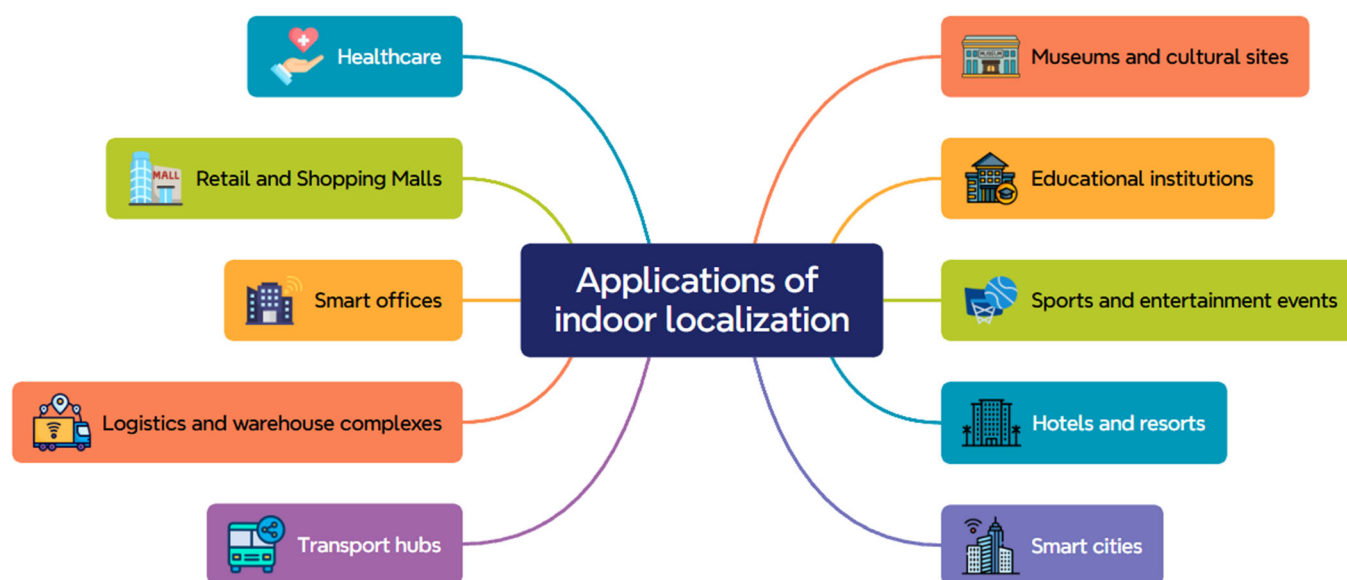 Healthcare
MALL
Retail and Shopping Malls
Smart offices
Logistics and warehouse complexes
Transport hubs
Applications of
indoor localization
MUSEUM
Museums and cultural sites
Educational institutions
Sports and entertainment events
Hotels and resorts
Smart cities